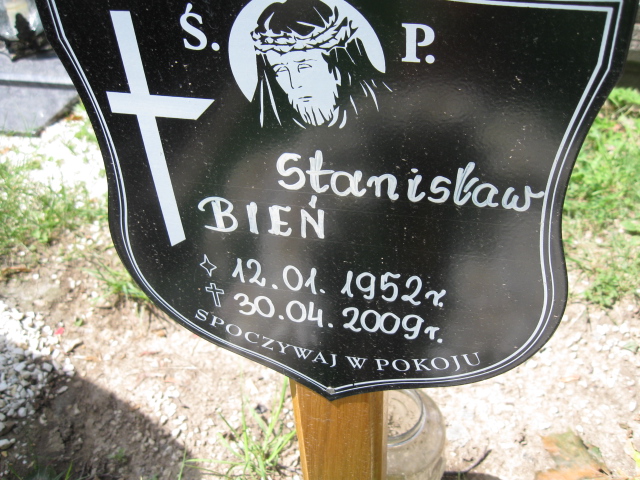 Ś. P.
Stanisław
BIEŃ
12.01.1952r.
30.04.2009r.
SPOCZYWAJ W POKOJU